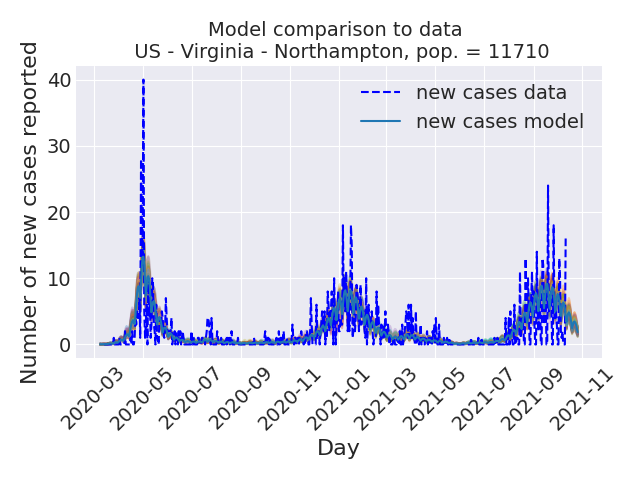 Model comparison to data
US - Virginia - Northampton, pop. = 11710
Number of new cases reported
40
30
20
10
0
new cases data
new cases model
2020-03
2020-05
2020-07
2020-09
2020-11
2021-01
2021-03
2021-05
2021-07
2021-09
2021-11
Day